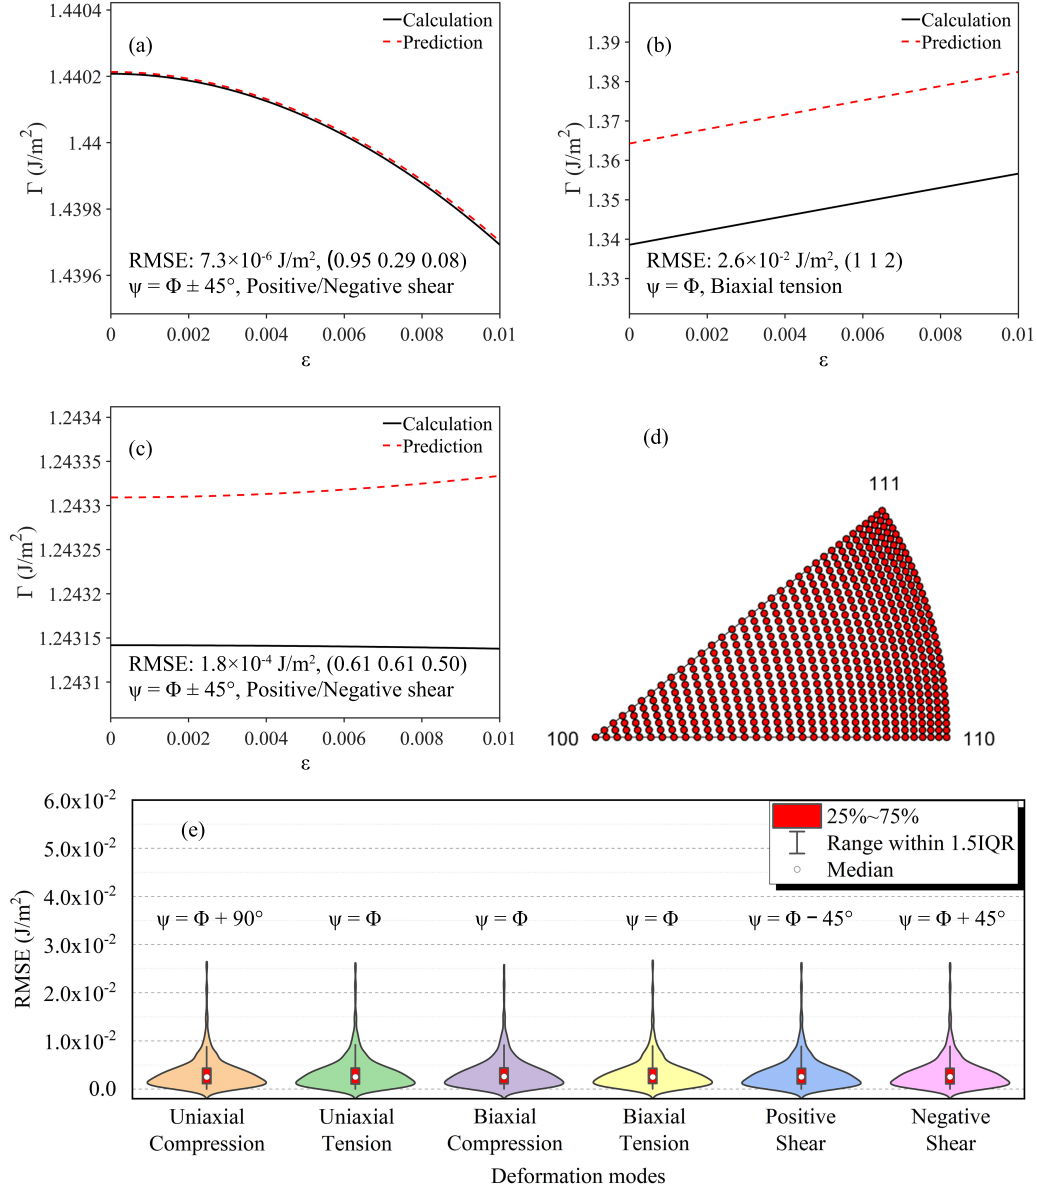 1.4404
1.4402
1.44
1.4398
1.4396
Γ (J/m²)
(a)
Calculation
Prediction
RMSE: 7.3×10⁻⁶ J/m², (0.95 0.29 0.08)
ψ = Φ ± 45°, Positive/Negative shear
0 0.002 0.004 0.006 0.008 0.01
ε
1.39
1.38
1.37
1.36
1.35
1.34
1.33
Γ (J/m²)
(b)
Calculation
Prediction
RMSE: 2.6×10⁻² J/m², (1 1 2)
ψ = Φ, Biaxial tension
0 0.002 0.004 0.006 0.008 0.01
ε
1.2434
1.24335
1.2433
1.24325
1.2432
1.24315
1.2431
Γ (J/m²)
(c)
Calculation
Prediction
RMSE: 1.8×10⁻⁴ J/m², (0.61 0.61 0.50)
ψ = Φ ± 45°, Positive/Negative shear
0 0.002 0.004 0.006 0.008 0.01
ε
(d)
111
100
110
6.0x10⁻²
5.0x10⁻²
4.0x10⁻²
3.0x10⁻²
2.0x10⁻²
1.0x10⁻²
0.0
RMSE (J/m²)
(e)
25%~75%
Range within 1.5IQR
Median
ψ = Φ + 90° ψ = Φ ψ = Φ ψ = Φ ψ = Φ − 45° ψ = Φ + 45°
Uniaxial Uniaxial Biaxial Biaxial Positive Negative
Compression Tension Compression Tension Shear Shear
Deformation modes